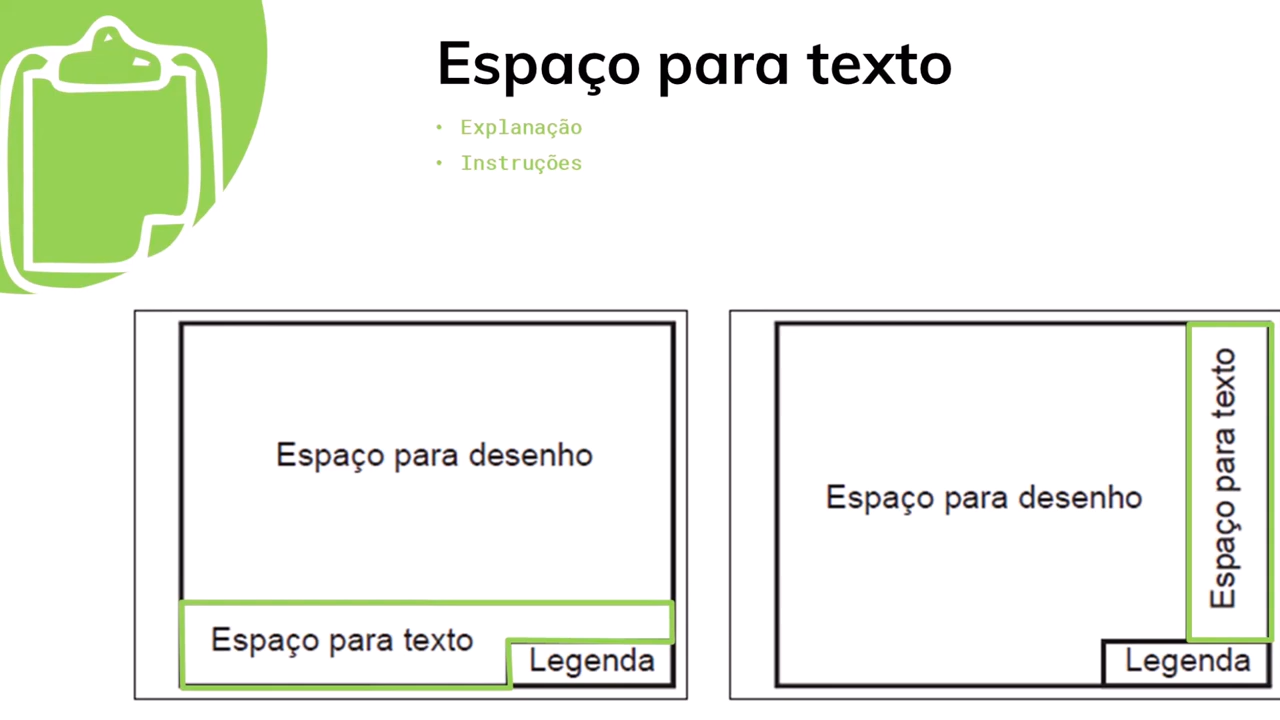 Espaço para texto
• Explanação
• Instruções
Espaço para desenho
Espaço para texto
Legenda
Espaço para desenho
Espaço para texto
Legenda